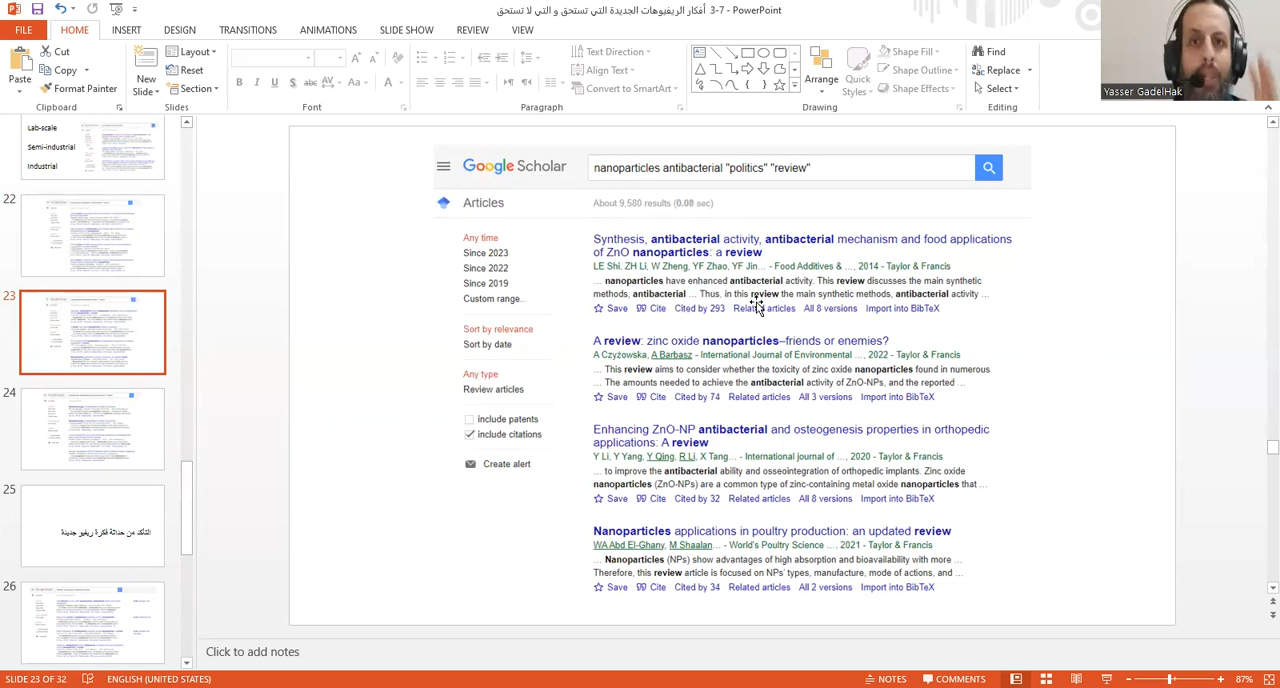 3-7 أفكار الريفيوهات الجديدة التي تستحق و التي لا تستحق - PowerPoint
FILE HOME INSERT DESIGN TRANSITIONS ANIMATIONS SLIDE SHOW REVIEW VIEW
Paste
Cut
Copy
Format Painter
Clipboard
New Slide
Layout
Reset
Section
Slides
B I U S abc AV Aa A
Font
Paragraph
Text Direction
Align Text
Convert to SmartArt
Arrange
Quick Styles
Shape Fill
Shape Outline
Shape Effects
Drawing
Find
Replace
Select
Editing
Yasser GadelHak
Lab-scale
Semi-industrial
Industrial
22
23
24
25
التأكد من حداثة فكرة ريفيو جديدة
26
Google Scholar
nanoparicles antibacterial "politics" "review"
Articles
About 9,580 results (0.08 sec)
Any time
Since 2023
Since 2022
Since 2019
Custom range...
Sort by relevance
Sort by date
Any type
Review articles
include patents
include citations
Create alert
Synthesis, antibacterial activity, antibacterial mechanism and food applications
of ZnO nanoparticles: a review
LE Shi, ZH Li, W Zheng, YF Zhao, YF Jin... - Food Additives & ..., 2014 - Taylor & Francis
... nanoparticles have enhanced antibacterial activity. This review discusses the main synthetic
methods, antibacterial ... Thus, in this review, synthetic methods, antibacterial activity ...
Save Cite Cited by Related articles All 8 versions Import into BibTeX
A review: zinc oxide nanoparticles – friends or enemies?
J Barbas... - International Journal of Environmental ... - Taylor & Francis
... This review aims to consider whether the toxicity of zinc oxide nanoparticles found in numerous
... The amounts needed to achieve the antibacterial activity of ZnO-NPs, and the reported ...
Save Cite Cited by 74 Related articles All 3 versions Import into BibTeX
Enhancing ZnO-NP antibacterial and osteogenesis properties in orthopedic
applications: A review
Y Li, Y Yang, Y Qing, R Li, X Tang... - International Journal of ..., 2020 - Taylor & Francis
... to improve the antibacterial ability and osseointegration of orthopedic implants. Zinc oxide
nanoparticles (ZnO-NPs) are a common type of zinc-containing metal oxide nanoparticles that ...
Save Cite Cited by 32 Related articles All 8 versions Import into BibTeX
Nanoparticles applications in poultry production: an updated review
WA Abd El-Ghany, M Shaalan... - World's Poultry Science ..., 2021 - Taylor & Francis
... Nanoparticles (NPs) show advantages of high absorption and bioavailability with more ...
Therefore, this review article is focused on NPs' types, manufacture, mode of actions, and ...
Save Cite Cited by 34 Related articles All 2 versions Import into BibTeX
Click to add notes
SLIDE 23 OF 32 ENGLISH (UNITED STATES) NOTES COMMENTS 87%